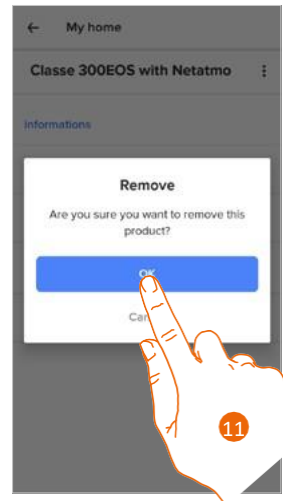 ← My home
Classe 300EOS with Netatmo
Informations
Remove
Are you sure you want to remove this
product?
OK
11